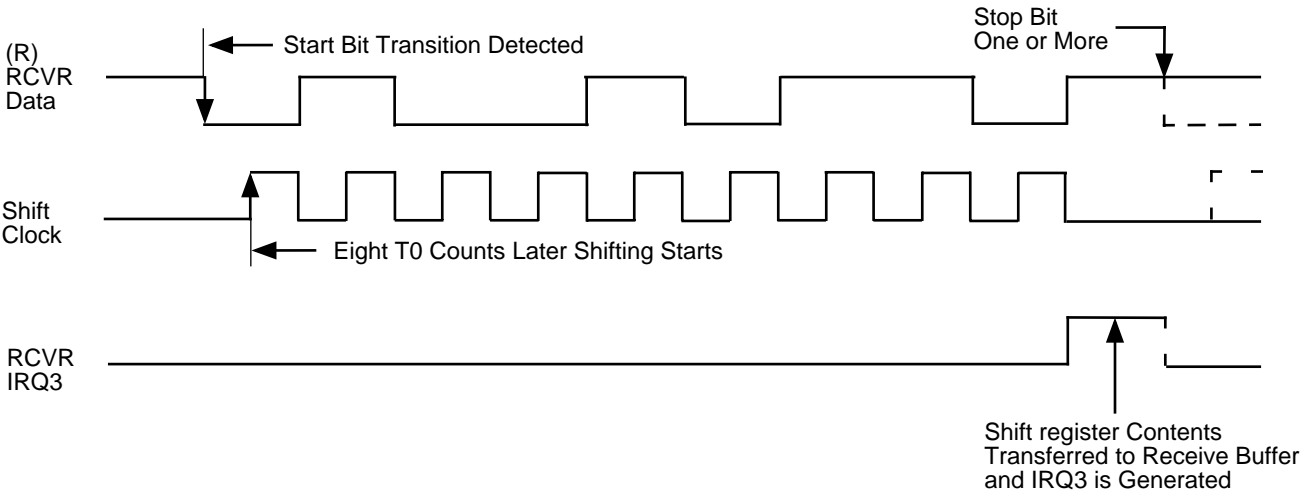 Stop Bit
One or More
Start Bit Transition Detected
(R)
RCVR
Data
Shift
Clock
Eight T0 Counts Later Shifting Starts
RCVR
IRQ3
Shift register Contents
Transferred to Receive Buffer
and IRQ3 is Generated